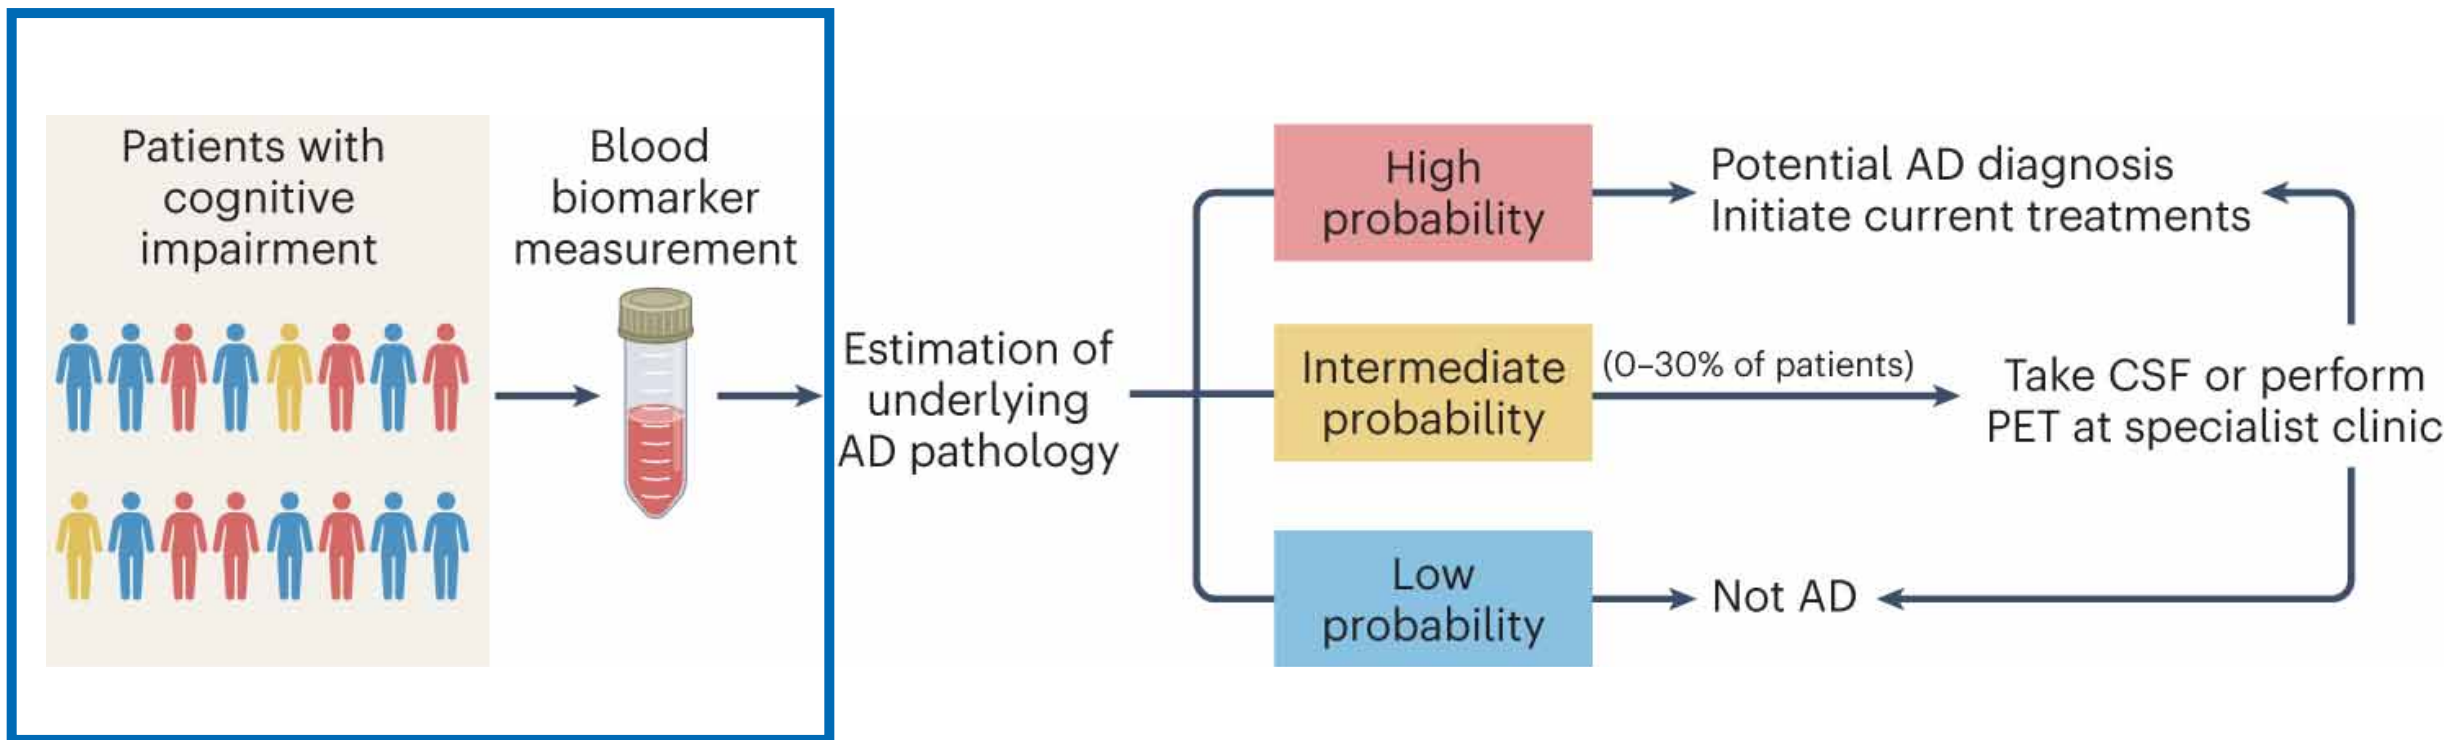 Patients with
cognitive
impairment
Blood
biomarker
measurement
Estimation of
underlying
AD pathology
High
probability
Potential AD diagnosis
Initiate current treatments
Intermediate
probability
(0–30% of patients)
Take CSF or perform
PET at specialist clinic
Low
probability
Not AD